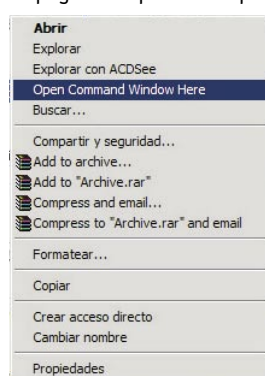 Abrir
Explorar
Explorar con ACDSee
Open Command Window Here
Buscar...
Compartir y seguridad...
Add to archive...
Add to "Archive.rar"
Compress and email...
Compress to "Archive.rar" and email
Formatear...
Copiar
Crear acceso directo
Cambiar nombre
Propiedades